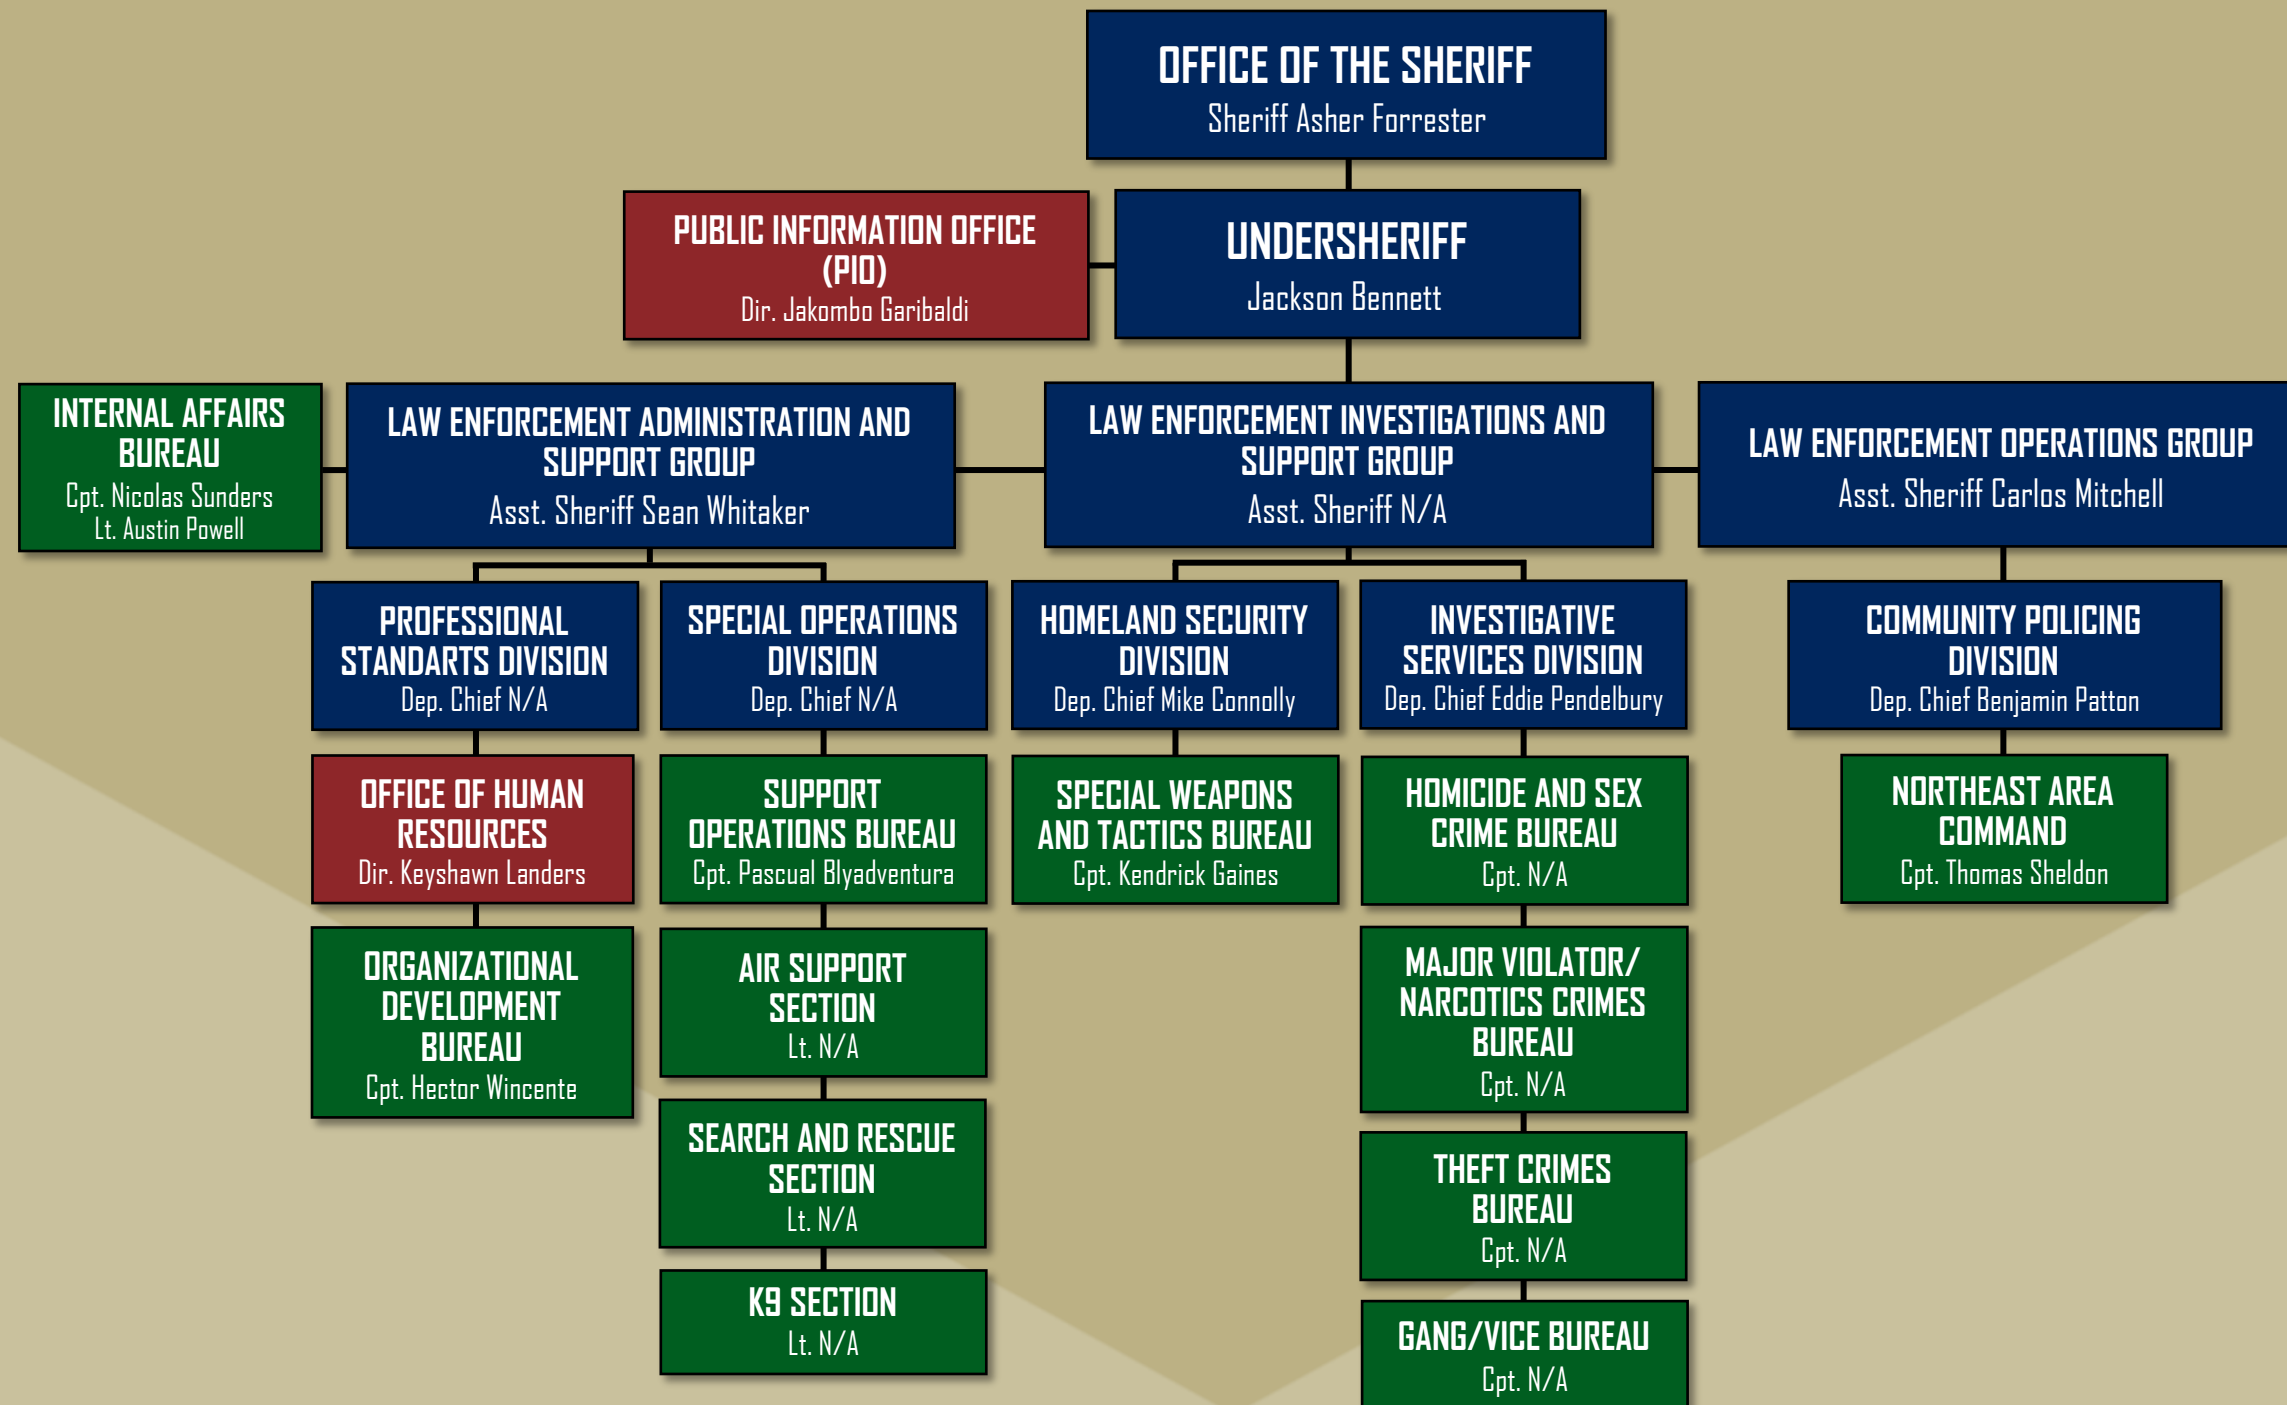 OFFICE OF THE SHERIFF
Sheriff Asher Forrester
PUBLIC INFORMATION OFFICE
(PIO)
Dir. Jakombo Garibaldi
UNDERSHERIFF
Jackson Bennett
INTERNAL AFFAIRS
BUREAU
Cpt. Nicolas Sunders
Lt. Austin Powell
LAW ENFORCEMENT ADMINISTRATION AND
SUPPORT GROUP
Asst. Sheriff Sean Whitaker
LAW ENFORCEMENT INVESTIGATIONS AND
SUPPORT GROUP
Asst. Sheriff N/A
LAW ENFORCEMENT OPERATIONS GROUP
Asst. Sheriff Carlos Mitchell
PROFESSIONAL
STANDARTS DIVISION
Dep. Chief N/A
SPECIAL OPERATIONS
DIVISION
Dep. Chief N/A
HOMELAND SECURITY
DIVISION
Dep. Chief Mike Connolly
INVESTIGATIVE
SERVICES DIVISION
Dep. Chief Eddie Pendelbury
COMMUNITY POLICING
DIVISION
Dep. Chief Benjamin Patton
OFFICE OF HUMAN
RESOURCES
Dir. Keyshawn Landers
SUPPORT
OPERATIONS BUREAU
Cpt. Pascual Blyadventura
SPECIAL WEAPONS
AND TACTICS BUREAU
Cpt. Kendrick Gaines
HOMICIDE AND SEX
CRIME BUREAU
Cpt. N/A
NORTHEAST AREA
COMMAND
Cpt. Thomas Sheldon
ORGANIZATIONAL
DEVELOPMENT
BUREAU
Cpt. Hector Wincente
AIR SUPPORT
SECTION
Lt. N/A
MAJOR VIOLATOR/
NARCOTICS CRIMES
BUREAU
Cpt. N/A
SEARCH AND RESCUE
SECTION
Lt. N/A
THEFT CRIMES
BUREAU
Cpt. N/A
K9 SECTION
Lt. N/A
GANG/VICE BUREAU
Cpt. N/A